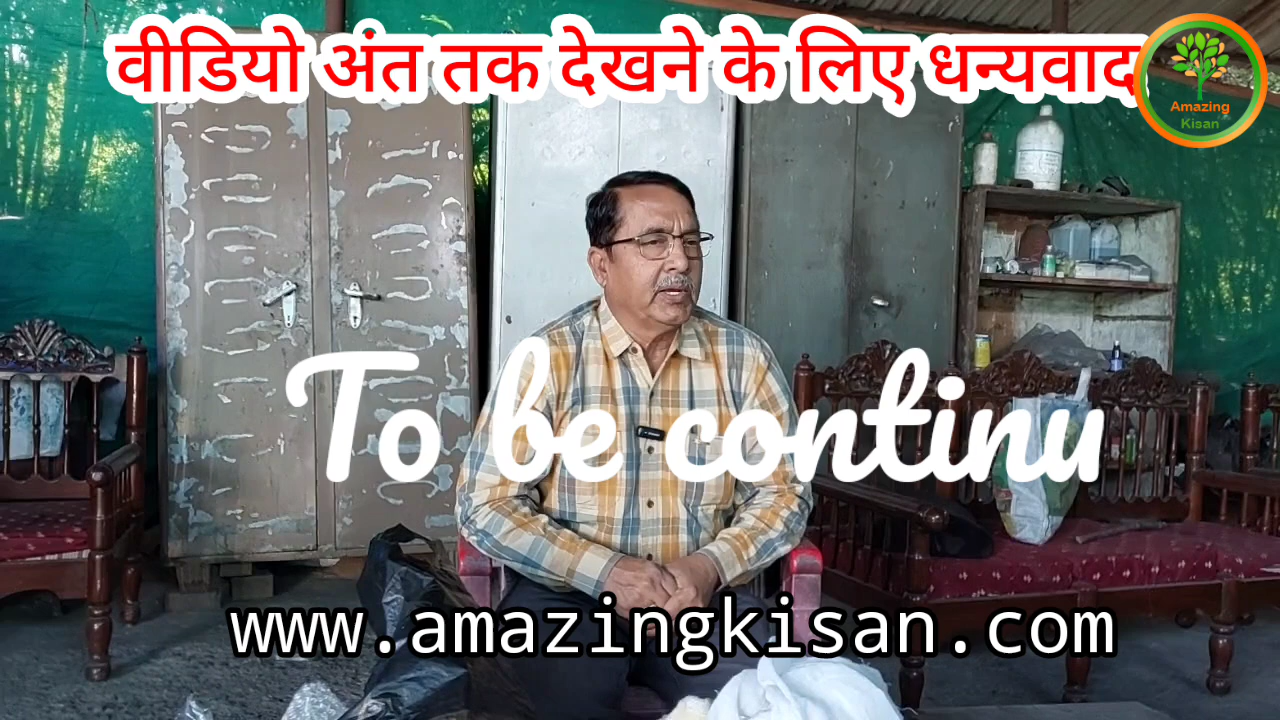 वीडियो अंत तक देखने के लिए धन्यवाद
Amazing
Kisan
To be continu
www.amazingkisan.com